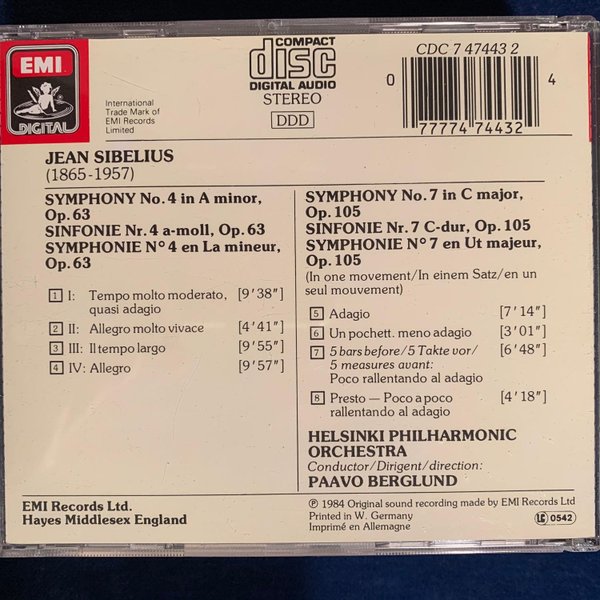 EMI
DIGITAL
International
Trade Mark of
EMI Records
Limited
COMPACT
disc
DIGITAL AUDIO
STEREO
DDD
CDC 7 47443 2
0
4
77774 74432
JEAN SIBELIUS
(1865-1957)
SYMPHONY No. 4 in A minor,
Op. 63
SINFONIE Nr. 4 a-moll, Op. 63
SYMPHONIE Nº 4 en La mineur,
Op. 63
1 I: Tempo molto moderato, [9'38"]
quasi adagio
2 II: Allegro molto vivace [4'41"]
3 III: Il tempo largo [9'55"]
4 IV: Allegro [9'57"]
SYMPHONY No. 7 in C major,
Op. 105
SINFONIE Nr. 7 C-dur, Op. 105
SYMPHONIE Nº 7 en Ut majeur,
Op. 105
(In one movement/In einem Satz/en un
seul mouvement)
5 Adagio [7'14"]
6 Un pochett. meno adagio [3'01"]
7 5 bars before/5 Takte vor/ [6'48"]
5 measures avant:
Poco rallentando al adagio
8 Presto — Poco a poco [4'18"]
rallentando al adagio
HELSINKI PHILHARMONIC
ORCHESTRA
Conductor/Dirigent/direction:
PAAVO BERGLUND
EMI Records Ltd.
Hayes Middlesex England
℗ 1984 Original sound recording made by EMI Records Ltd
Printed in W. Germany
Imprimé en Allemagne
LC 0542